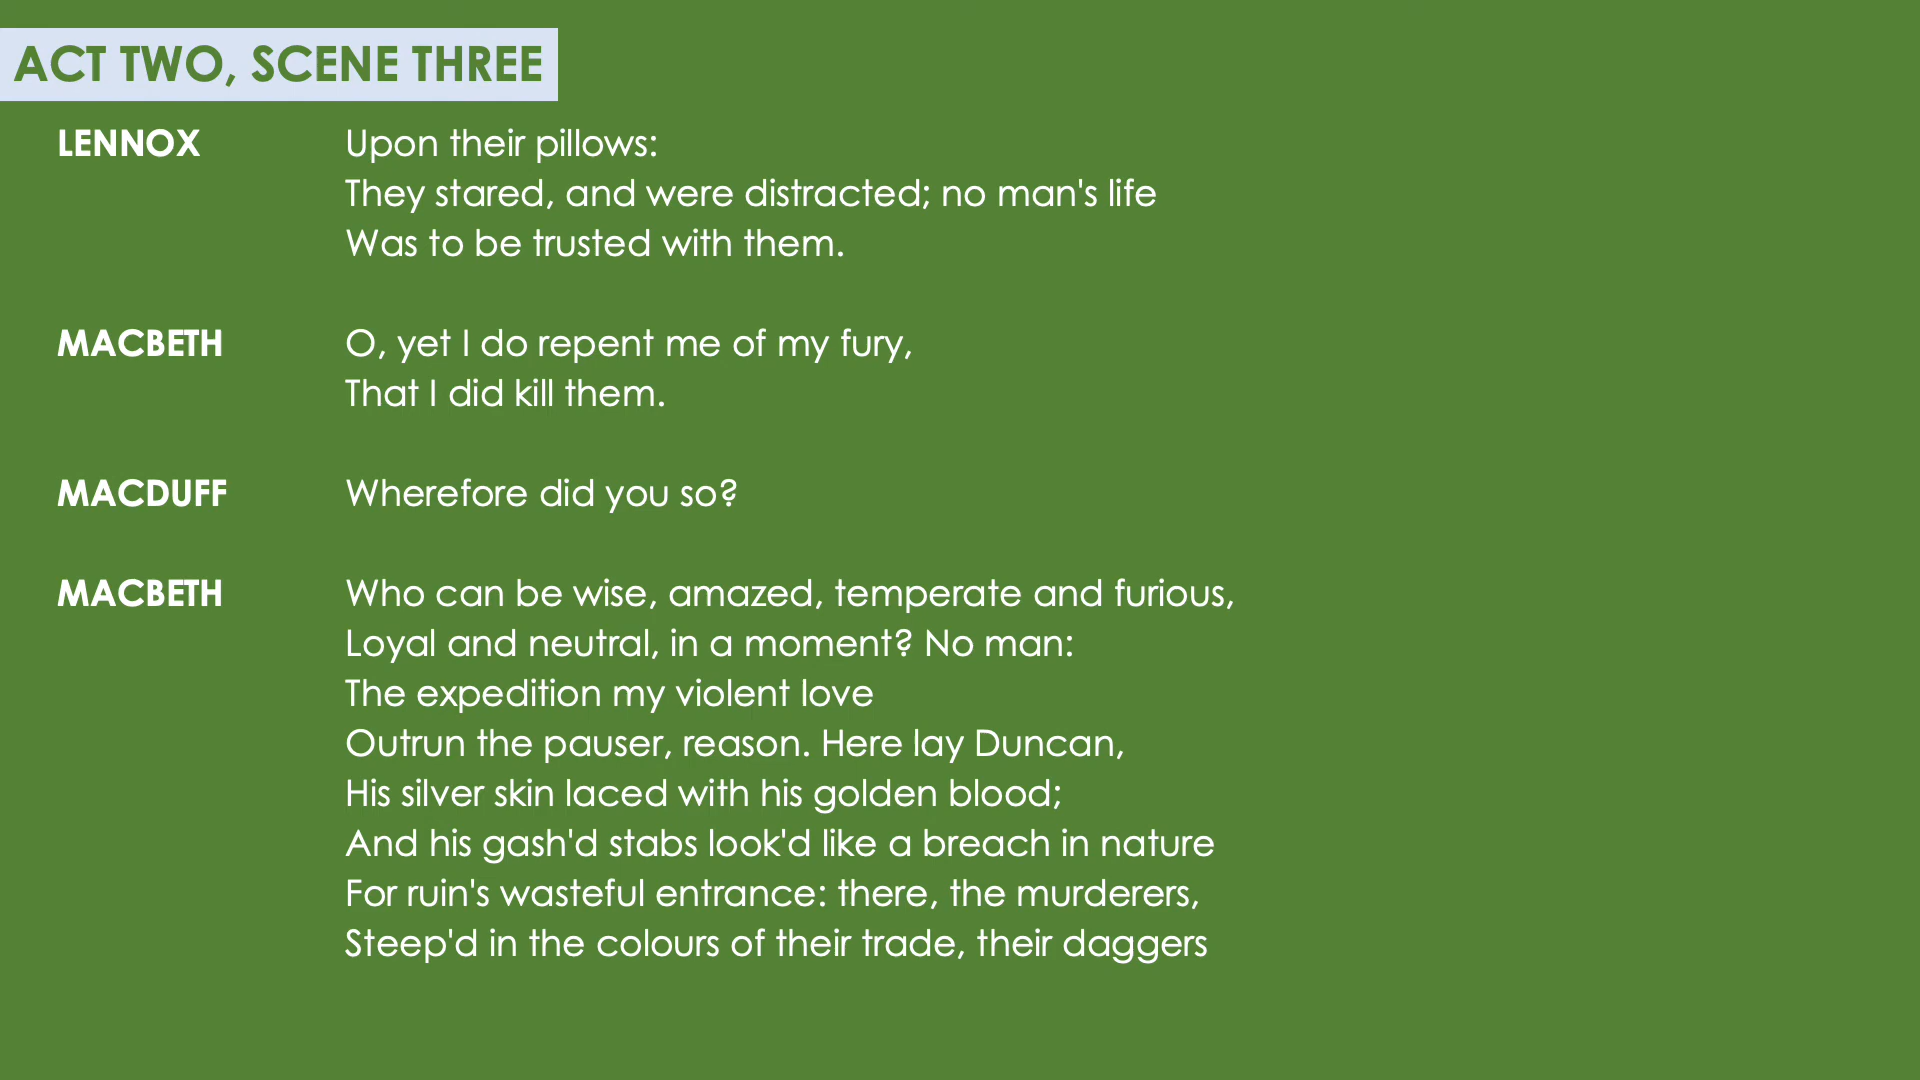 ACT TWO, SCENE THREE
LENNOX Upon their pillows:
They stared, and were distracted; no man's life
Was to be trusted with them.
MACBETH O, yet I do repent me of my fury,
That I did kill them.
MACDUFF Wherefore did you so?
MACBETH Who can be wise, amazed, temperate and furious,
Loyal and neutral, in a moment? No man:
The expedition my violent love
Outrun the pauser, reason. Here lay Duncan,
His silver skin laced with his golden blood;
And his gash'd stabs look'd like a breach in nature
For ruin's wasteful entrance: there, the murderers,
Steep'd in the colours of their trade, their daggers